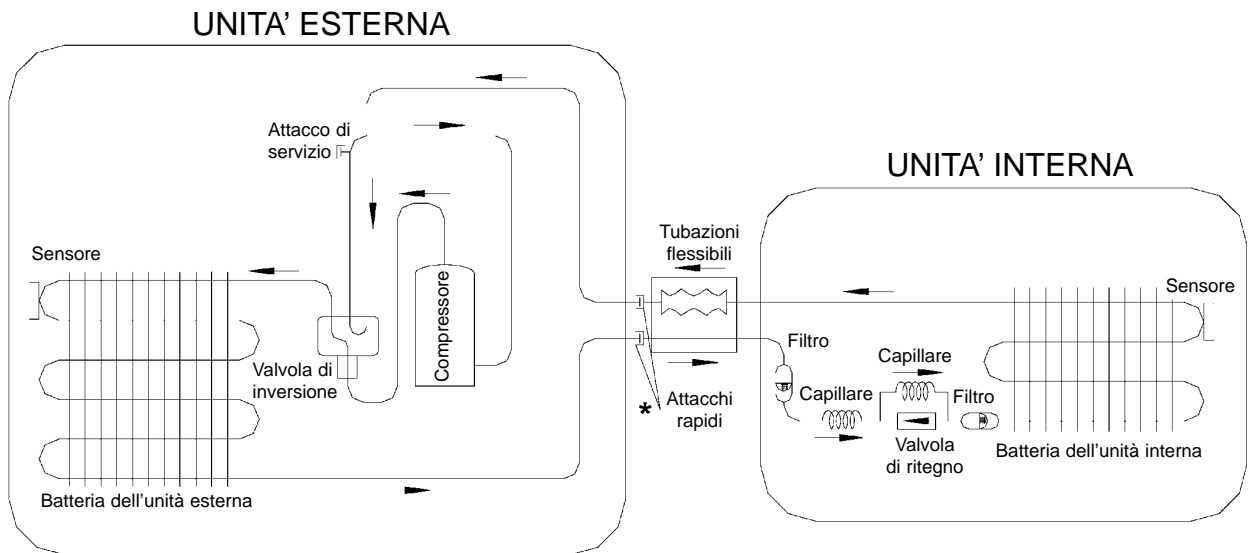 UNITA' ESTERNA
Attacco di
servizio
UNITA' INTERNA
Sensore
Compressore
Valvola di
inversione
Batteria dell'unità esterna
Tubazioni
flessibili
* Attacchi
rapidi
Filtro
Capillare
Capillare
Filtro
Valvola
di ritegno
Sensore
Batteria dell'unità interna